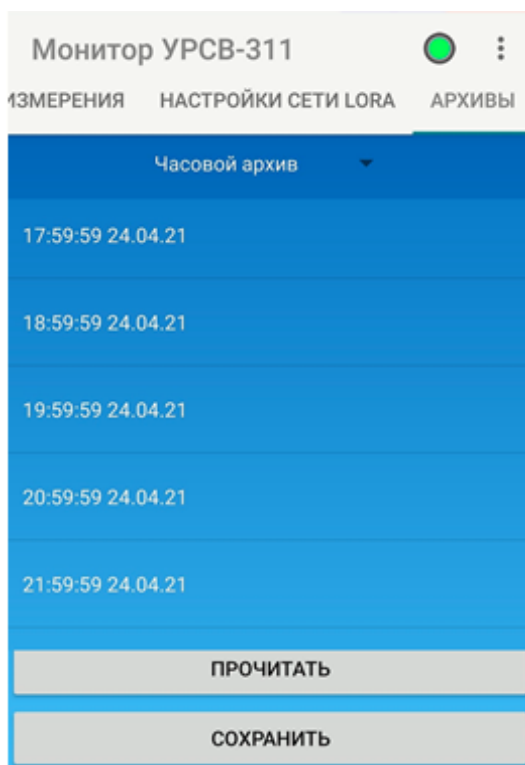 Монитор УРСВ-311
ИЗМЕРЕНИЯ НАСТРОЙКИ СЕТИ LORA АРХИВЫ
Часовой архив
17:59:59 24.04.21
18:59:59 24.04.21
19:59:59 24.04.21
20:59:59 24.04.21
21:59:59 24.04.21
ПРОЧИТАТЬ
СОХРАНИТЬ